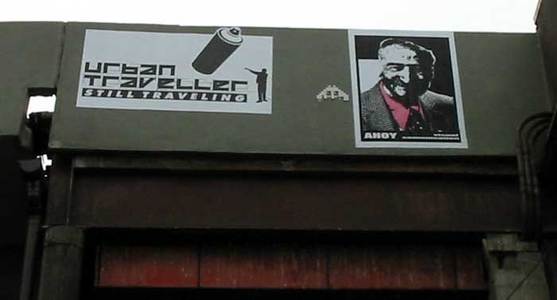 urban
traveller
STILL TRAVELING
AHOY